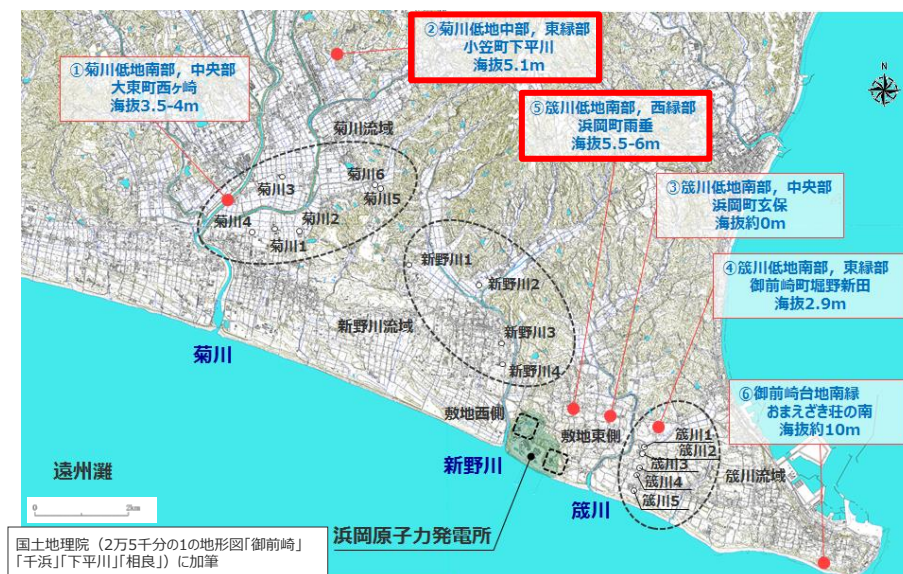 ②菊川低地中部，東縁部
小笠町下平川
海抜5.1m
①菊川低地南部，中央部
大東町西ヶ崎
海抜3.5-4m
⑤筬川低地南部，西縁部
浜岡町雨垂
海抜5.5-6m
N
菊川流域
菊川6
菊川3
菊川5
菊川4
菊川2
菊川1
③筬川低地南部，中央部
浜岡町玄保
海抜約0m
新野川1
新野川2
④筬川低地南部，東縁部
御前崎町堀野新田
海抜2.9m
新野川流域
新野川3
新野川4
菊川
⑥御前崎台地南縁
おまえざき荘の南
海抜約10m
敷地西側
敷地東側
筬川1
筬川2
筬川3
筬川4
筬川5
筬川流域
新野川
遠州灘
筬川
0 2km
浜岡原子力発電所
国土地理院（2万5千分の1の地形図「御前崎」
「千浜」「下平川」「相良」）に加筆